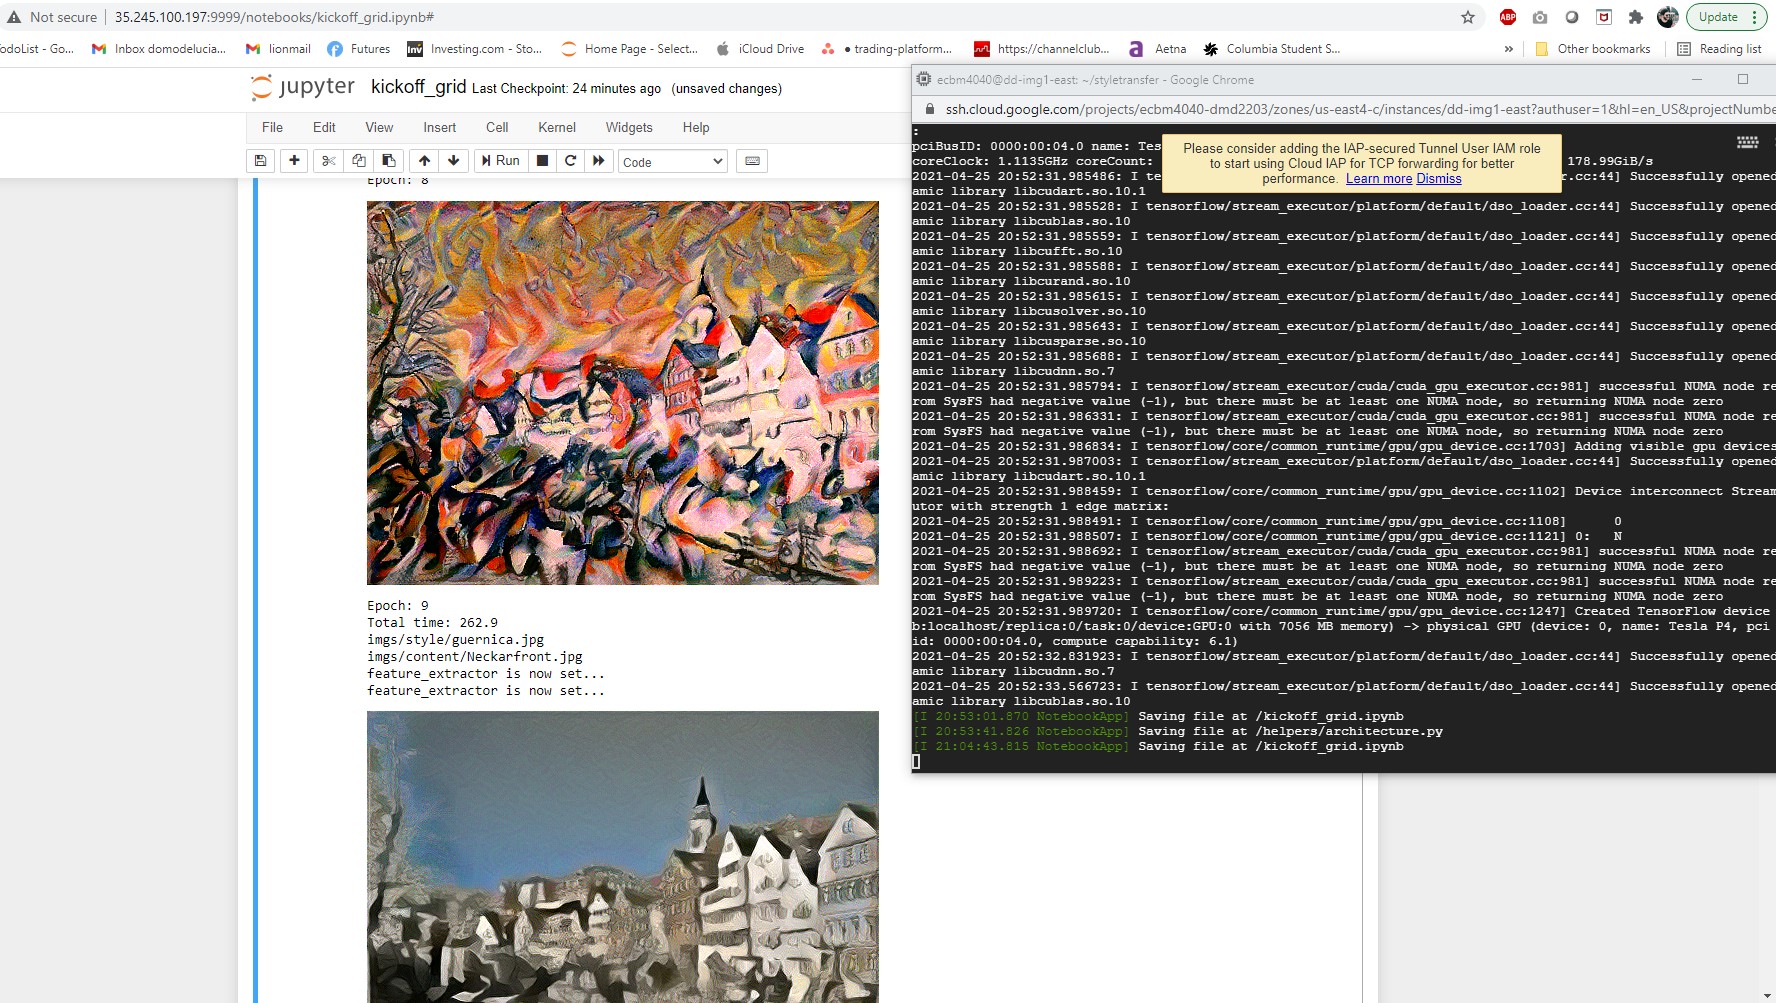 Not secure | 35.245.100.197:9999/notebooks/kickoff_grid.ipynb#
ABP
Update
odoList - Go...
Inbox domodelucia...
lionmail
Futures
Inv Investing.com - Sto...
Home Page - Select...
iCloud Drive
• trading-platform...
https://channelclub...
a Aetna
Columbia Student S...
»
Other bookmarks
Reading list
jupyter kickoff_grid Last Checkpoint: 24 minutes ago (unsaved changes)
File Edit View Insert Cell Kernel Widgets Help
Run
Code
Epoch: 8
Epoch: 9
Total time: 262.9
imgs/style/guernica.jpg
imgs/content/Neckarfront.jpg
feature_extractor is now set...
feature_extractor is now set...
ecbm4040@dd-img1-east: ~/styletransfer - Google Chrome
ssh.cloud.google.com/projects/ecbm4040-dmd2203/zones/us-east4-c/instances/dd-img1-east?authuser=1&hl=en_US&projectNumbe
Please consider adding the IAP-secured Tunnel User IAM role
to start using Cloud IAP for TCP forwarding for better
performance. Learn more Dismiss
:
pciBusID: 0000:00:04.0 name: Tes
coreClock: 1.1135GHz coreCount: 178.99GiB/s
2021-04-25 20:52:31.985486: I te r.cc:44] Successfully opened
amic library libcudart.so.10.1
2021-04-25 20:52:31.985528: I tensorflow/stream_executor/platform/default/dso_loader.cc:44] Successfully opened
amic library libcublas.so.10
2021-04-25 20:52:31.985559: I tensorflow/stream_executor/platform/default/dso_loader.cc:44] Successfully opened
amic library libcufft.so.10
2021-04-25 20:52:31.985588: I tensorflow/stream_executor/platform/default/dso_loader.cc:44] Successfully opened
amic library libcurand.so.10
2021-04-25 20:52:31.985615: I tensorflow/stream_executor/platform/default/dso_loader.cc:44] Successfully opened
amic library libcusolver.so.10
2021-04-25 20:52:31.985643: I tensorflow/stream_executor/platform/default/dso_loader.cc:44] Successfully opened
amic library libcusparse.so.10
2021-04-25 20:52:31.985688: I tensorflow/stream_executor/platform/default/dso_loader.cc:44] Successfully opened
amic library libcudnn.so.7
2021-04-25 20:52:31.985794: I tensorflow/stream_executor/cuda/cuda_gpu_executor.cc:981] successful NUMA node re
rom SysFS had negative value (-1), but there must be at least one NUMA node, so returning NUMA node zero
2021-04-25 20:52:31.986331: I tensorflow/stream_executor/cuda/cuda_gpu_executor.cc:981] successful NUMA node re
rom SysFS had negative value (-1), but there must be at least one NUMA node, so returning NUMA node zero
2021-04-25 20:52:31.986834: I tensorflow/core/common_runtime/gpu/gpu_device.cc:1703] Adding visible gpu devices
2021-04-25 20:52:31.987003: I tensorflow/stream_executor/platform/default/dso_loader.cc:44] Successfully opened
amic library libcudart.so.10.1
2021-04-25 20:52:31.988459: I tensorflow/core/common_runtime/gpu/gpu_device.cc:1102] Device interconnect Stream
utor with strength 1 edge matrix:
2021-04-25 20:52:31.988491: I tensorflow/core/common_runtime/gpu/gpu_device.cc:1108] 0
2021-04-25 20:52:31.988507: I tensorflow/core/common_runtime/gpu/gpu_device.cc:1121] 0: N
2021-04-25 20:52:31.988692: I tensorflow/stream_executor/cuda/cuda_gpu_executor.cc:981] successful NUMA node re
rom SysFS had negative value (-1), but there must be at least one NUMA node, so returning NUMA node zero
2021-04-25 20:52:31.989223: I tensorflow/stream_executor/cuda/cuda_gpu_executor.cc:981] successful NUMA node re
rom SysFS had negative value (-1), but there must be at least one NUMA node, so returning NUMA node zero
2021-04-25 20:52:31.989720: I tensorflow/core/common_runtime/gpu/gpu_device.cc:1247] Created TensorFlow device
b:localhost/replica:0/task:0/device:GPU:0 with 7056 MB memory) -> physical GPU (device: 0, name: Tesla P4, pci
id: 0000:00:04.0, compute capability: 6.1)
2021-04-25 20:52:32.831923: I tensorflow/stream_executor/platform/default/dso_loader.cc:44] Successfully opened
amic library libcudnn.so.7
2021-04-25 20:52:33.566723: I tensorflow/stream_executor/platform/default/dso_loader.cc:44] Successfully opened
amic library libcublas.so.10
[I 20:53:01.870 NotebookApp] Saving file at /kickoff_grid.ipynb
[I 20:53:41.826 NotebookApp] Saving file at /helpers/architecture.py
[I 21:04:43.815 NotebookApp] Saving file at /kickoff_grid.ipynb